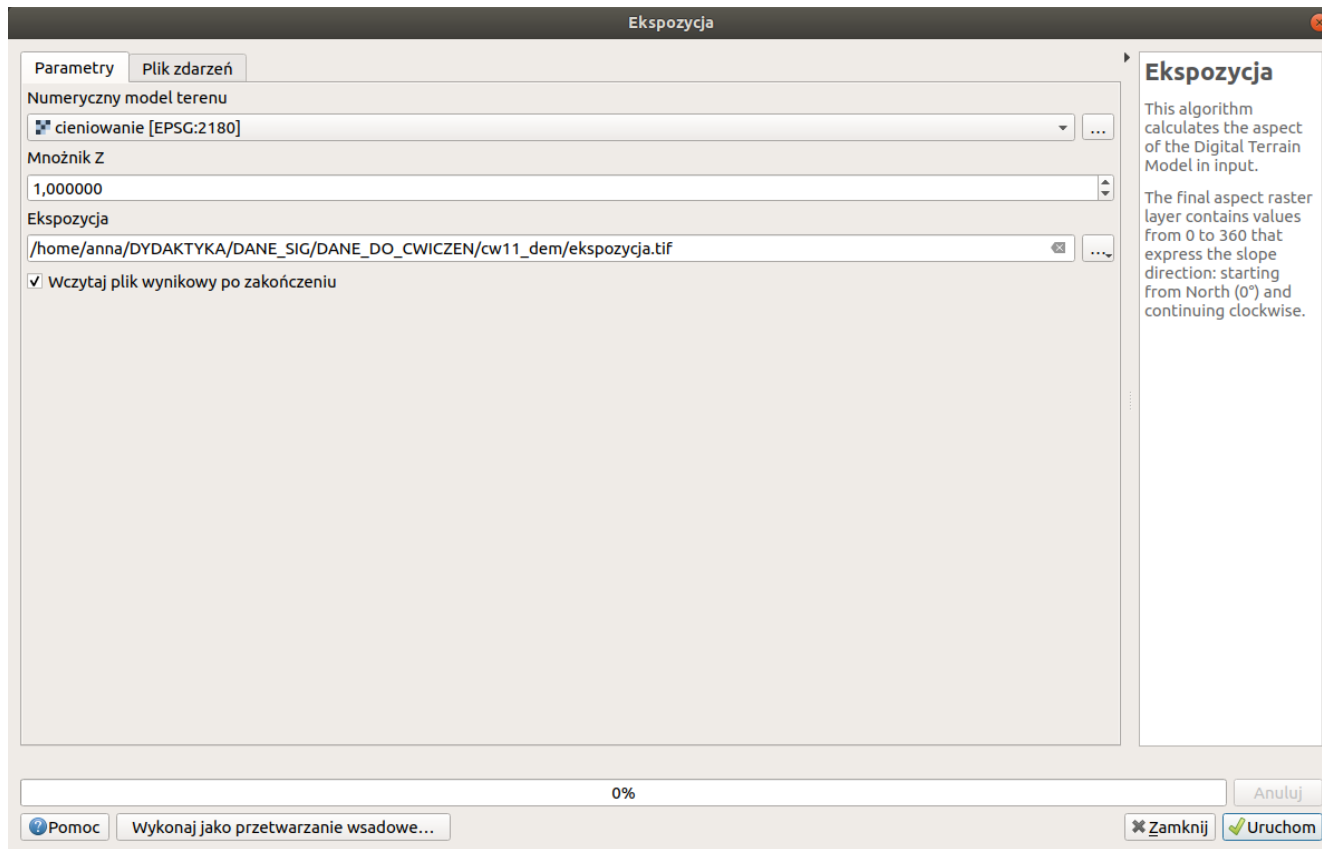 Ekspozycja
Parametry
Plik zdarzeń
Numeryczny model terenu
cieniowanie [EPSG:2180]
...
Mnożnik Z
1,000000
Ekspozycja
/home/anna/DYDAKTYKA/DANE_SIG/DANE_DO_CWICZEN/cw11_dem/ekspozycja.tif
...
Wczytaj plik wynikowy po zakończeniu
Ekspozycja
This algorithm
calculates the aspect
of the Digital Terrain
Model in input.
The final aspect raster
layer contains values
from 0 to 360 that
express the slope
direction: starting
from North (0°) and
continuing clockwise.
0%
Anuluj
Pomoc
Wykonaj jako przetwarzanie wsadowe...
Zamknij
Uruchom